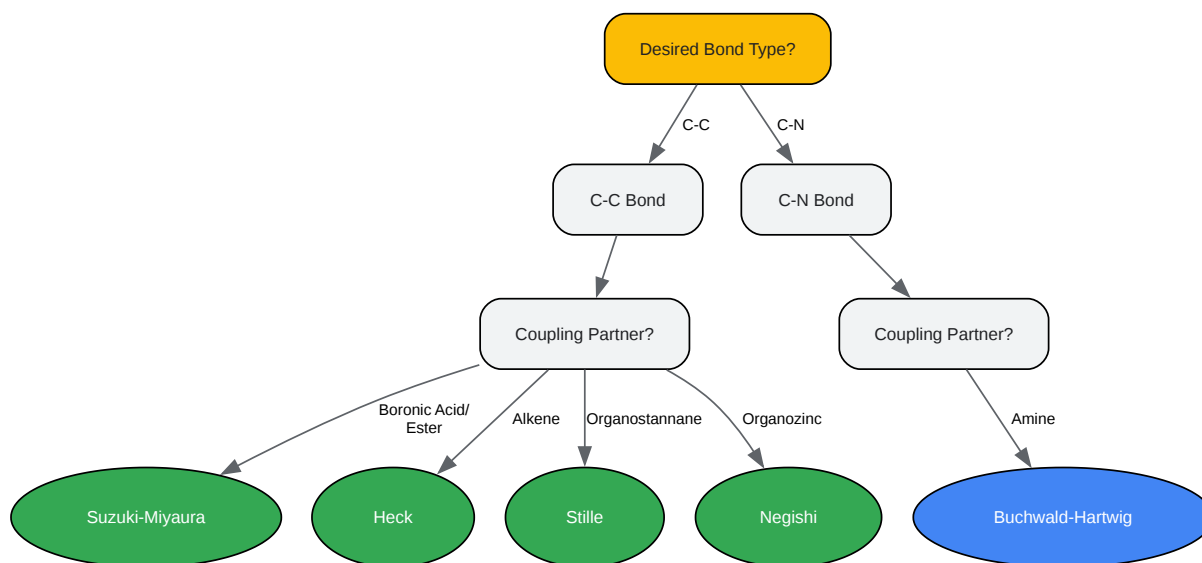 Desired Bond Type?
C-C
C-N
C-C Bond
C-N Bond
Coupling Partner?
Coupling Partner?
Boronic Acid/
Ester
Alkene
Organostannane
Organozinc
Amine
Suzuki-Miyaura
Heck
Stille
Negishi
Buchwald-Hartwig